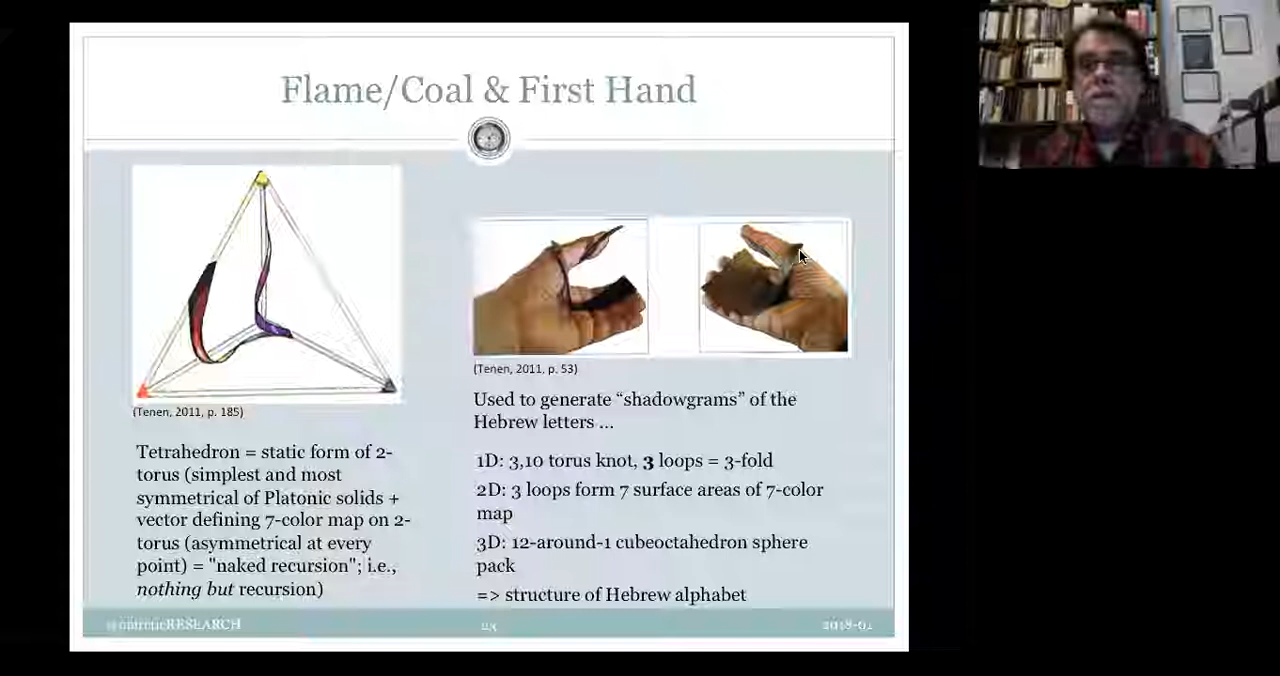 Flame/Coal & First Hand
(Tenen, 2011, p. 185)
Tetrahedron = static form of 2-
torus (simplest and most
symmetrical of Platonic solids +
vector defining 7-color map on 2-
torus (asymmetrical at every
point) = "naked recursion"; i.e.,
nothing but recursion)
(Tenen, 2011, p. 53)
Used to generate “shadowgrams” of the
Hebrew letters ...
1D: 3,10 torus knot, 3 loops = 3-fold
2D: 3 loops form 7 surface areas of 7-color
map
3D: 12-around-1 cubeoctahedron sphere
pack
=> structure of Hebrew alphabet